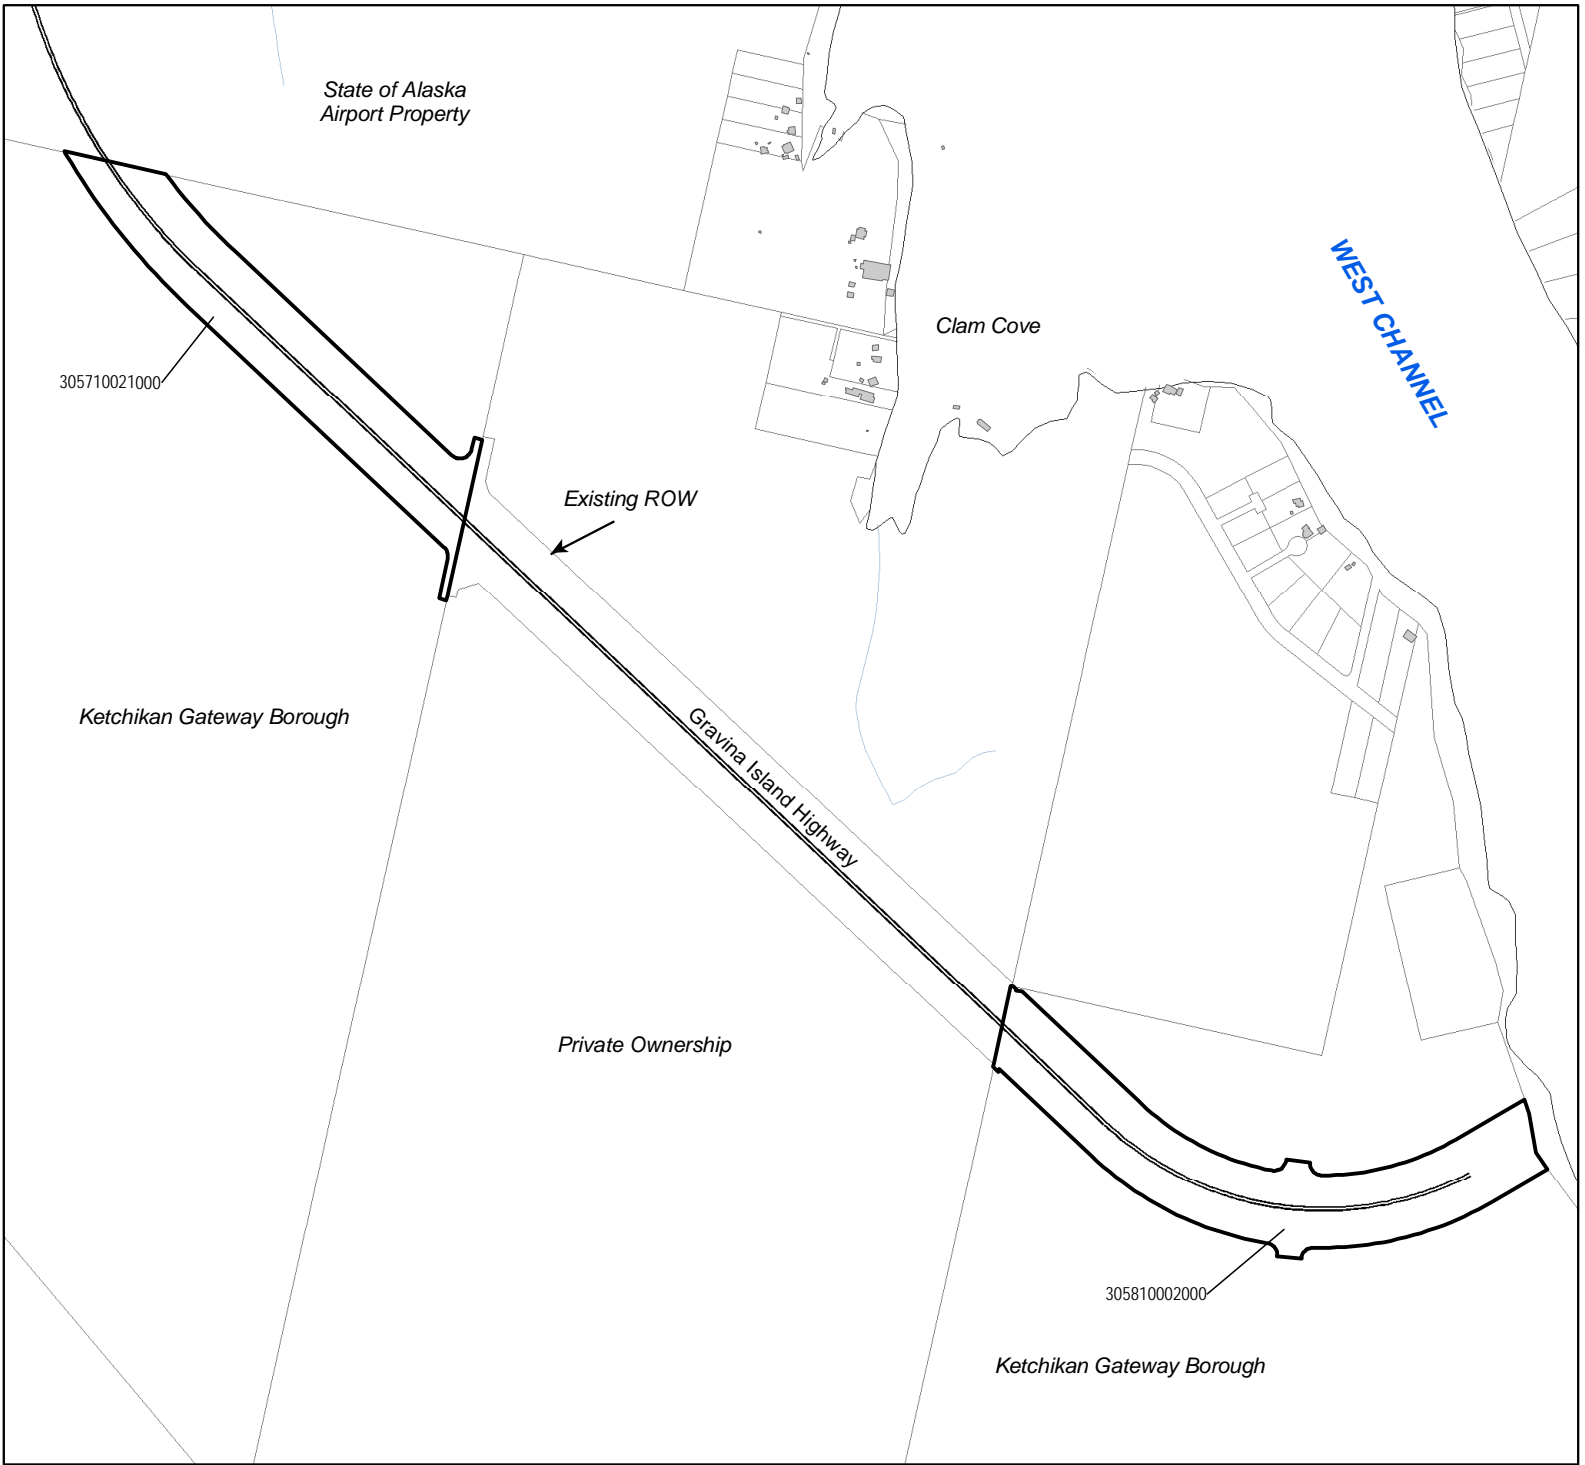 State of Alaska
Airport Property
WEST CHANNEL
Clam Cove
305710021000
Existing ROW
Ketchikan Gateway Borough
Gravina Island Highway
Private Ownership
305810002000
Ketchikan Gateway Borough